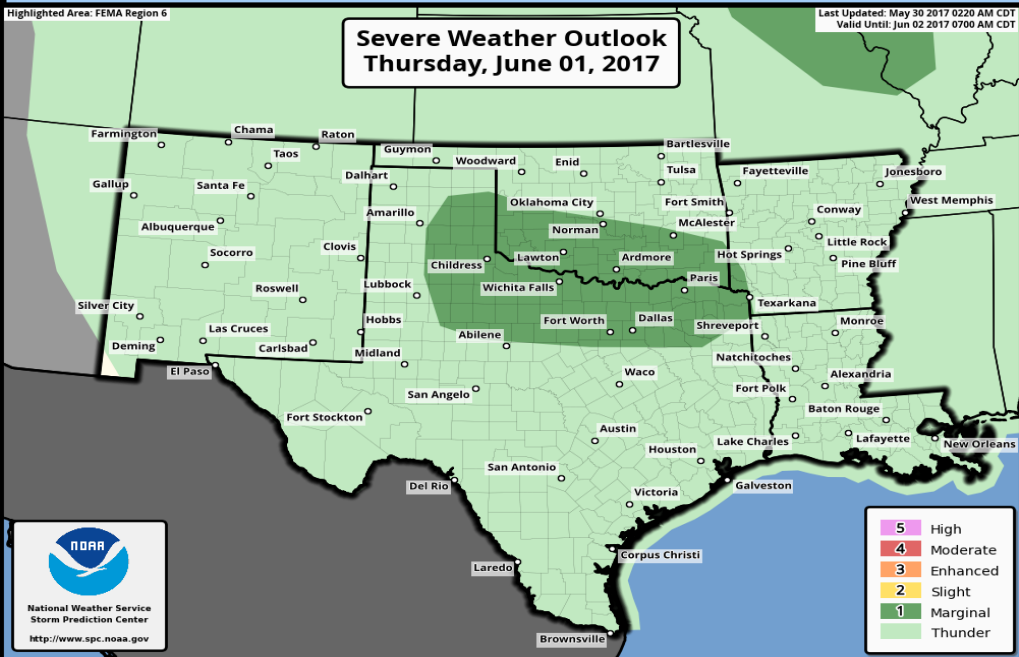 Highlighted Area: FEMA Region 6
Severe Weather Outlook
Thursday, June 01, 2017
Last Updated: May 30 2017 0220 AM CDT
Valid Until: Jun 02 2017 0700 AM CDT
Farmington
Chama
Raton
Taos
Guymon
Woodward
Enid
Bartlesville
Gallup
Santa Fe
Dalhart
Tulsa
Fayetteville
Jonesboro
Albuquerque
Amarillo
Oklahoma City
Fort Smith
Conway
West Memphis
Norman
McAlester
Socorro
Clovis
Childress
Lawton
Ardmore
Hot Springs
Little Rock
Pine Bluff
Roswell
Lubbock
Wichita Falls
Paris
Texarkana
Silver City
Las Cruces
Hobbs
Fort Worth
Dallas
Shreveport
Monroe
Deming
Carlsbad
Midland
Abilene
Natchitoches
El Paso
San Angelo
Waco
Fort Polk
Alexandria
Fort Stockton
Austin
Baton Rouge
Houston
Lake Charles
Lafayette
New Orleans
Del Rio
San Antonio
Victoria
Galveston
Laredo
Corpus Christi
Brownsville
NOAA
National Weather Service
Storm Prediction Center
http://www.spc.noaa.gov
5 High
4 Moderate
3 Enhanced
2 Slight
1 Marginal
Thunder